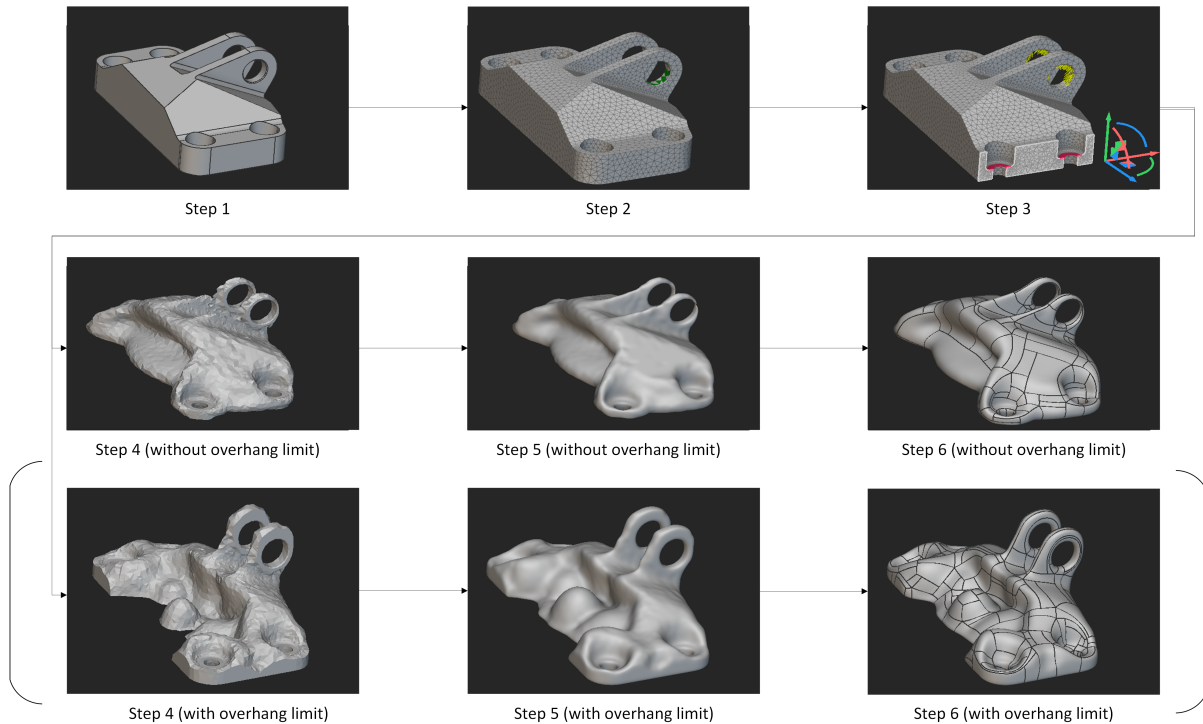 Step 1
Step 2
Step 3
Step 4 (without overhang limit)
Step 5 (without overhang limit)
Step 6 (without overhang limit)
Step 4 (with overhang limit)
Step 5 (with overhang limit)
Step 6 (with overhang limit)